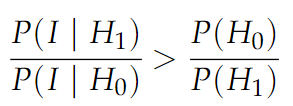 P(I | H₁) / P(I | H₀) > P(H₀) / P(H₁)